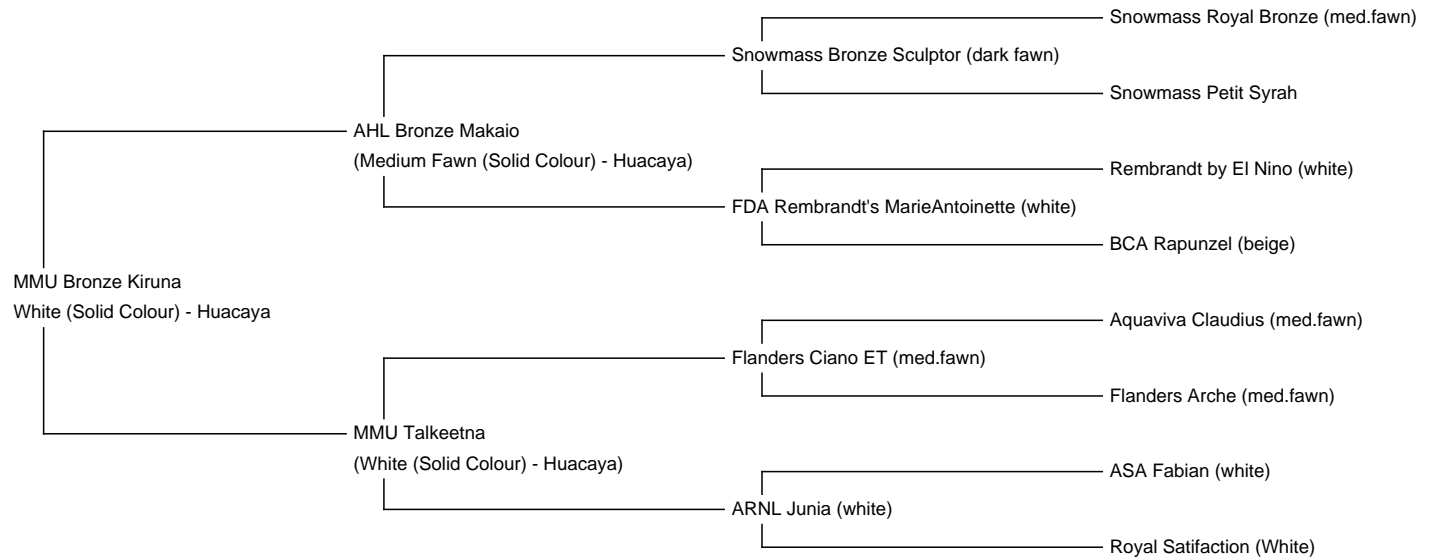 Snowmass Royal Bronze (med.fawn)
Snowmass Bronze Sculptor (dark fawn)
Snowmass Petit Syrah
AHL Bronze Makaio
(Medium Fawn (Solid Colour) - Huacaya)
Rembrandt by El Nino (white)
FDA Rembrandt's MarieAntoinette (white)
BCA Rapunzel (beige)
MMU Bronze Kiruna
White (Solid Colour) - Huacaya
Aquaviva Claudius (med.fawn)
Flanders Ciano ET (med.fawn)
Flanders Arche (med.fawn)
MMU Talkeetna
(White (Solid Colour) - Huacaya)
ASA Fabian (white)
ARNL Junia (white)
Royal Satifaction (White)